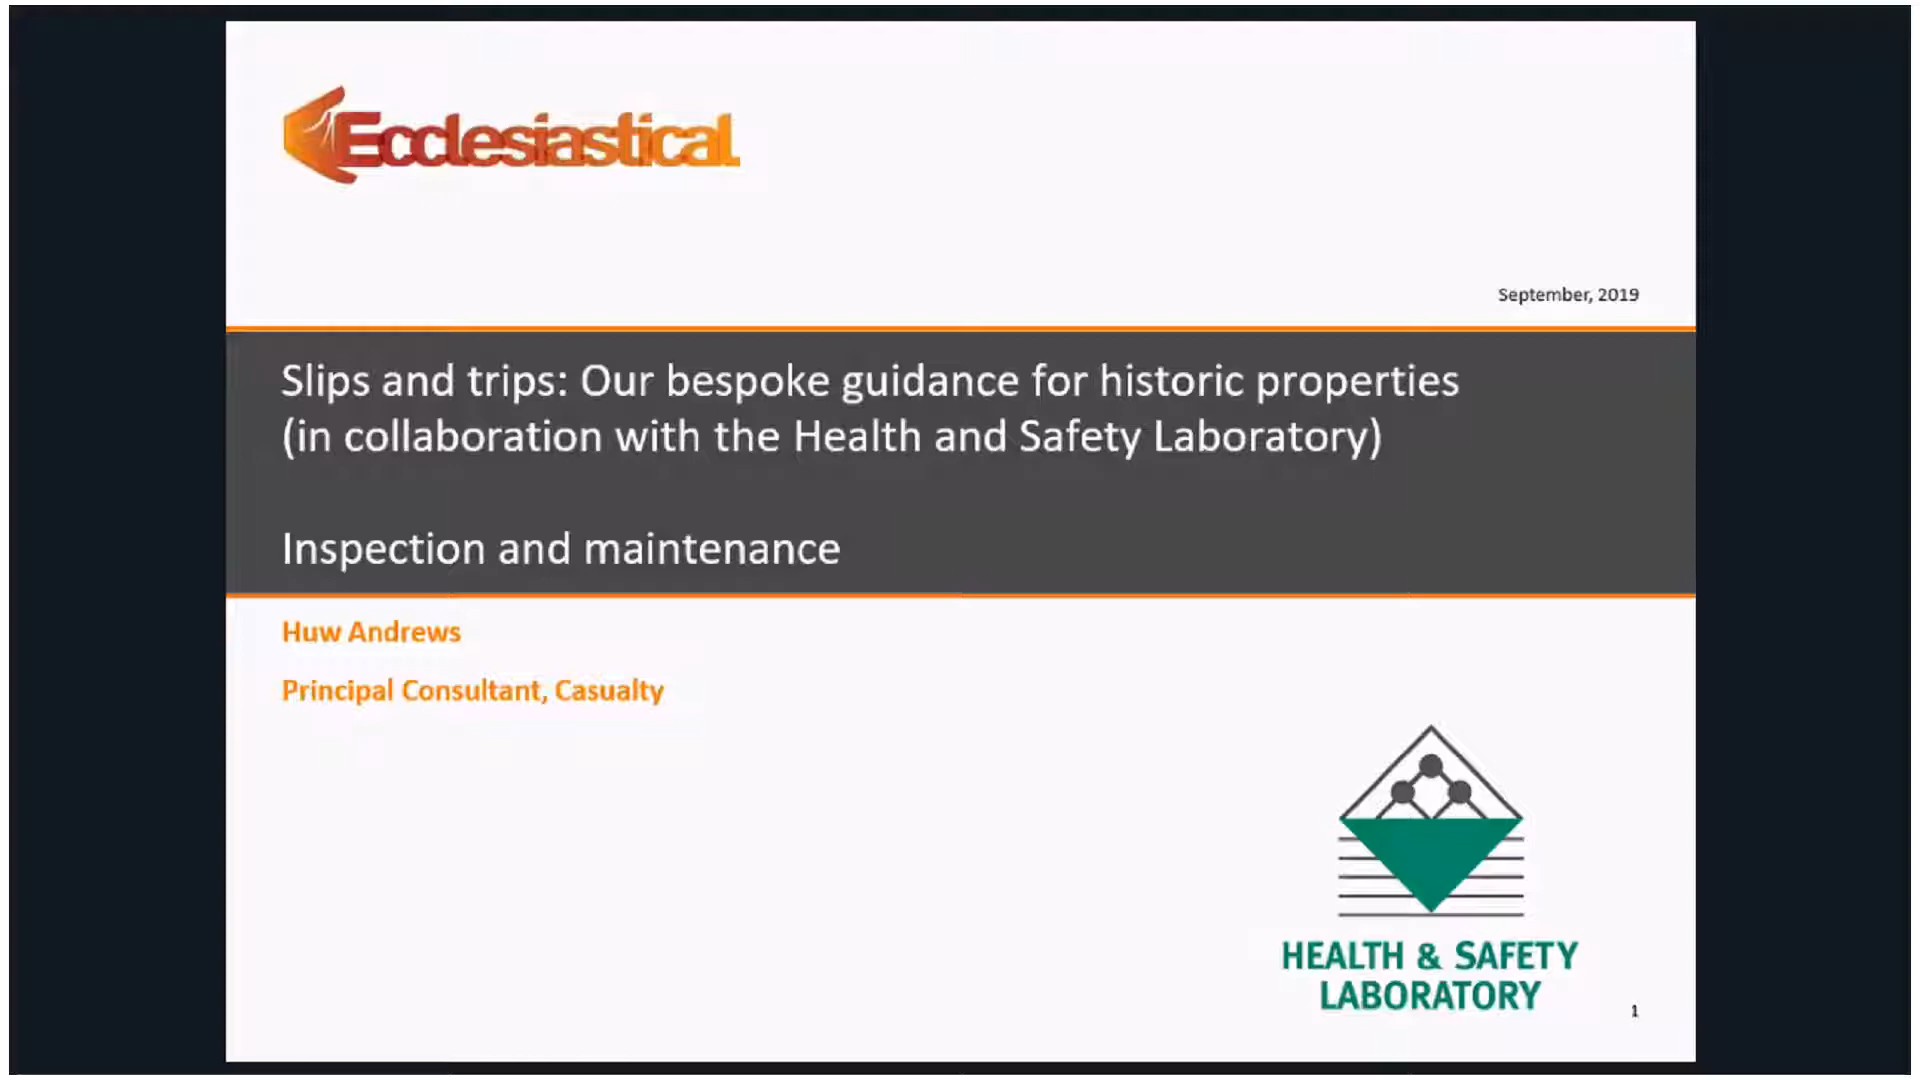 Ecclesiastical
September, 2019
Slips and trips: Our bespoke guidance for historic properties
(in collaboration with the Health and Safety Laboratory)
Inspection and maintenance
Huw Andrews
Principal Consultant, Casualty
HEALTH & SAFETY
LABORATORY
1